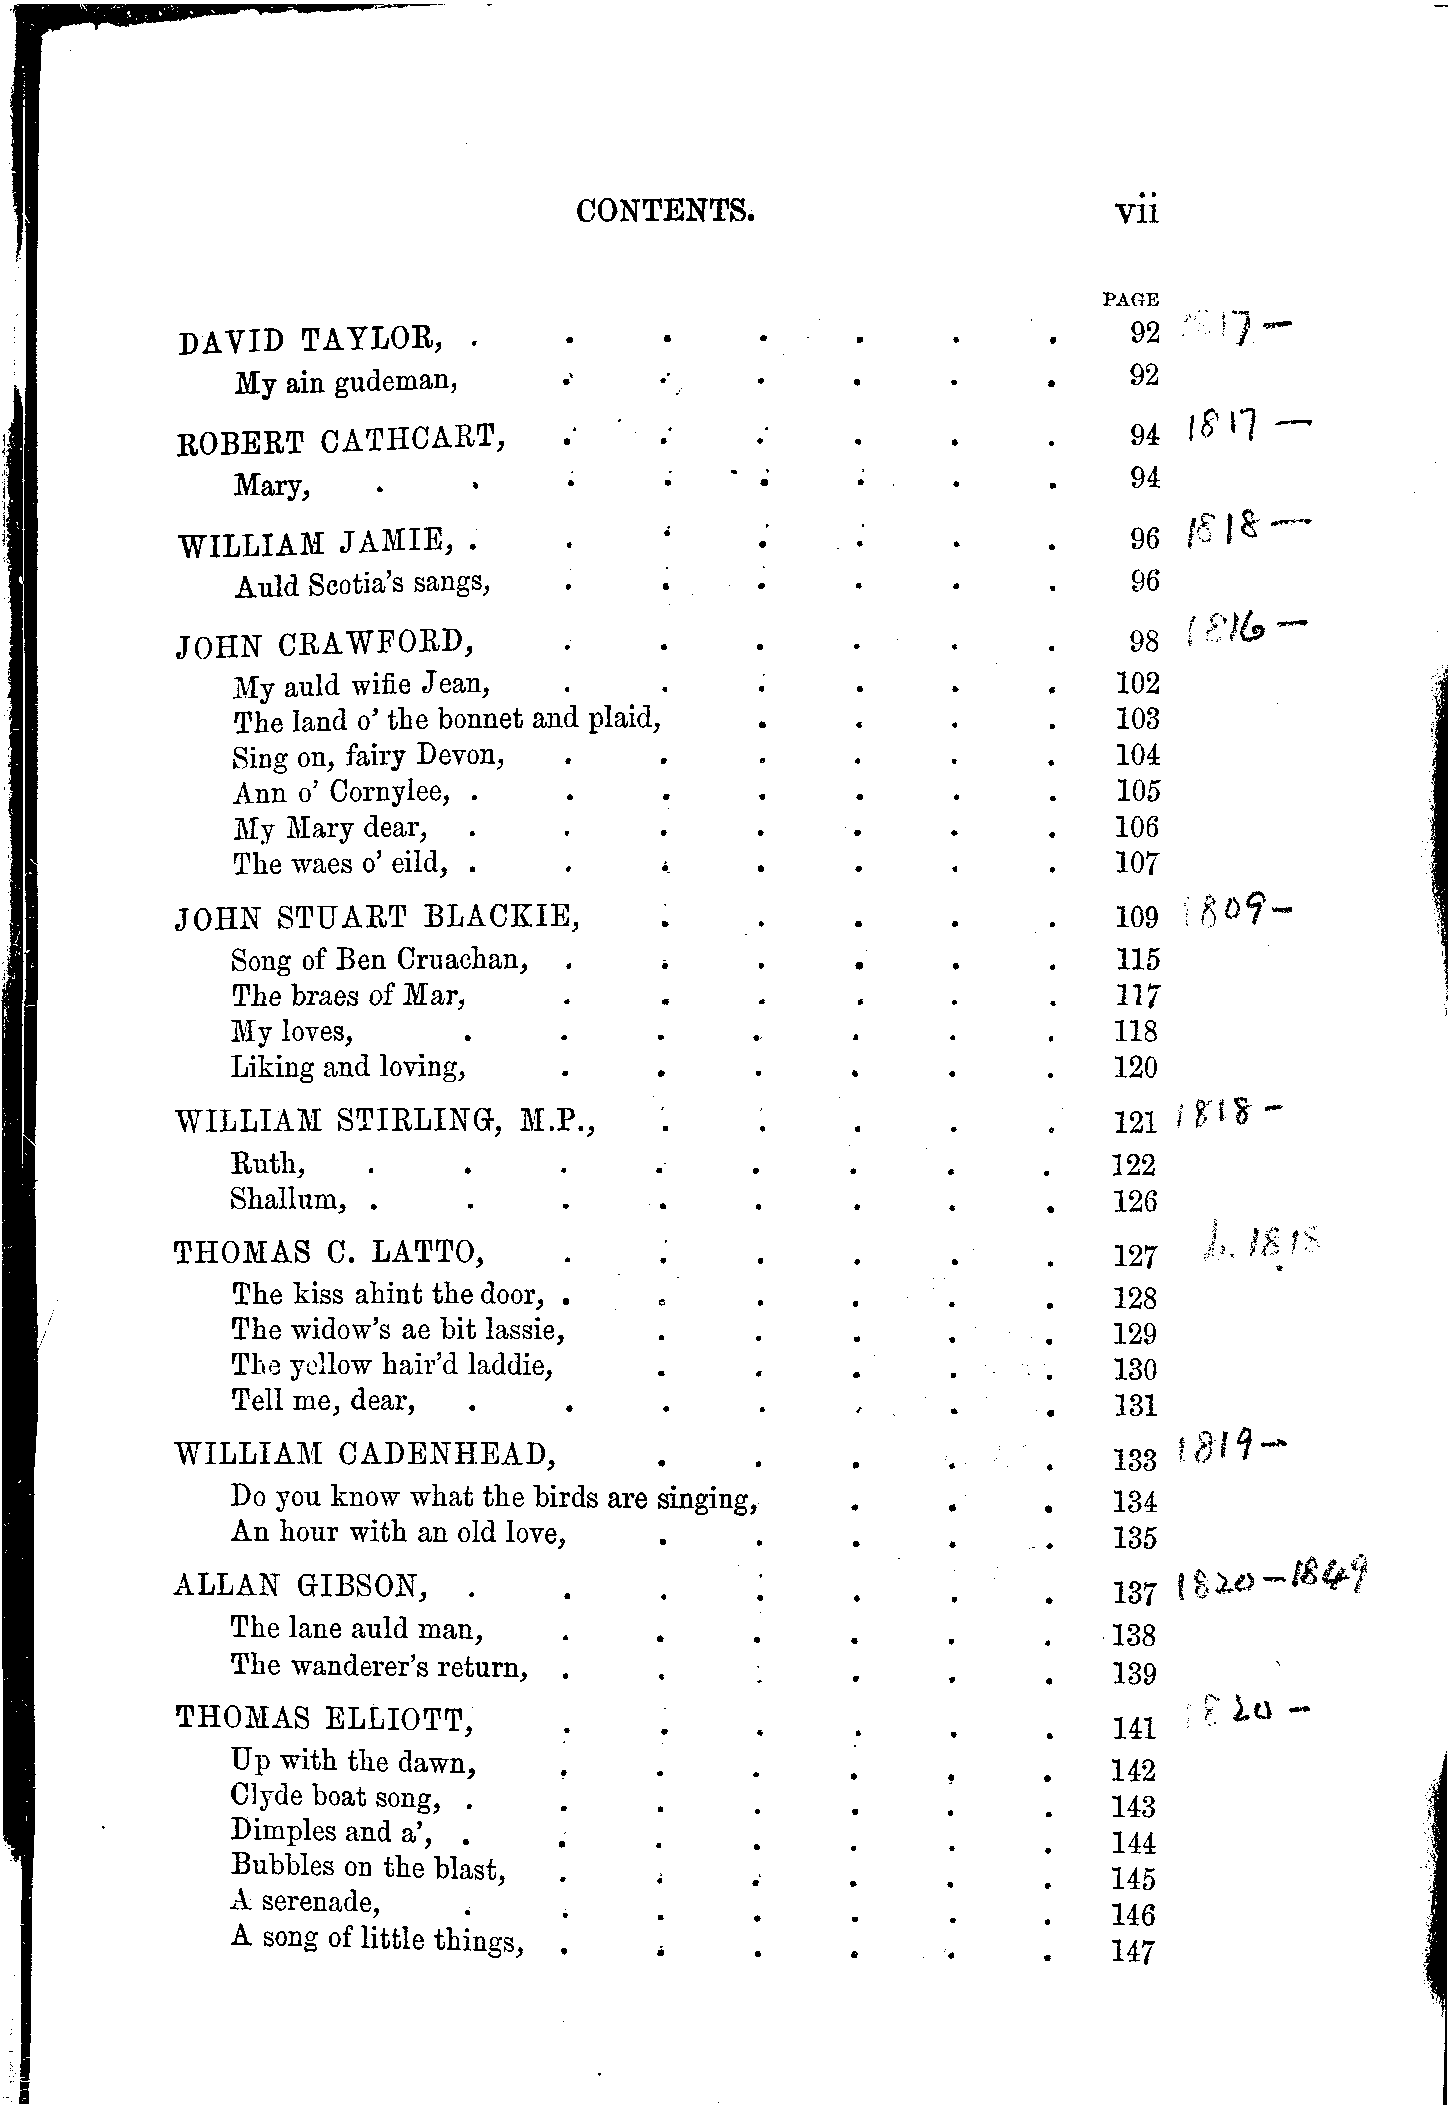 CONTENTS. vii
PAGE
DAVID TAYLOR, . . . . . . . 92 1817—
My ain gudeman, . . . . . . 92
ROBERT CATHCART, . . . . . . 94 1817—
Mary, . . . . . . . . 94
WILLIAM JAMIE, . . . . . . . 96 1818—
Auld Scotia's sangs, . . . . . . 96
JOHN CRAWFORD, . . . . . . 98 1816—
My auld wifie Jean, . . . . . . 102
The land o' the bonnet and plaid, . . . . 103
Sing on, fairy Devon, . . . . . . 104
Ann o' Cornylee, . . . . . . . 105
My Mary dear, . . . . . . . 106
The waes o' eild, . . . . . . . 107
JOHN STUART BLACKIE, . . . . . 109 1809—
Song of Ben Cruachan, . . . . . . 115
The braes of Mar, . . . . . . 117
My loves, . . . . . . . 118
Liking and loving, . . . . . . 120
WILLIAM STIRLING, M.P., . . . . . 121 1818—
Ruth, . . . . . . . . 122
Shallum, . . . . . . . . 126
THOMAS C. LATTO, . . . . . . 127 b. 1818
The kiss ahint the door, . . . . . . 128
The widow's ae bit lassie, . . . . . 129
The yellow hair'd laddie, . . . . . 130
Tell me, dear, . . . . . . . 131
WILLIAM CADENHEAD, . . . . . 133 1819—
Do you know what the birds are singing, . . . 134
An hour with an old love, . . . . . 135
ALLAN GIBSON, . . . . . . . 137 1820—1849
The lane auld man, . . . . . . 138
The wanderer's return, . . . . . . 139
THOMAS ELLIOTT, . . . . . . 141 1820—
Up with the dawn, . . . . . . 142
Clyde boat song, . . . . . . . 143
Dimples and a', . . . . . . . 144
Bubbles on the blast, . . . . . . 145
A serenade, . . . . . . . 146
A song of little things, . . . . . . 147